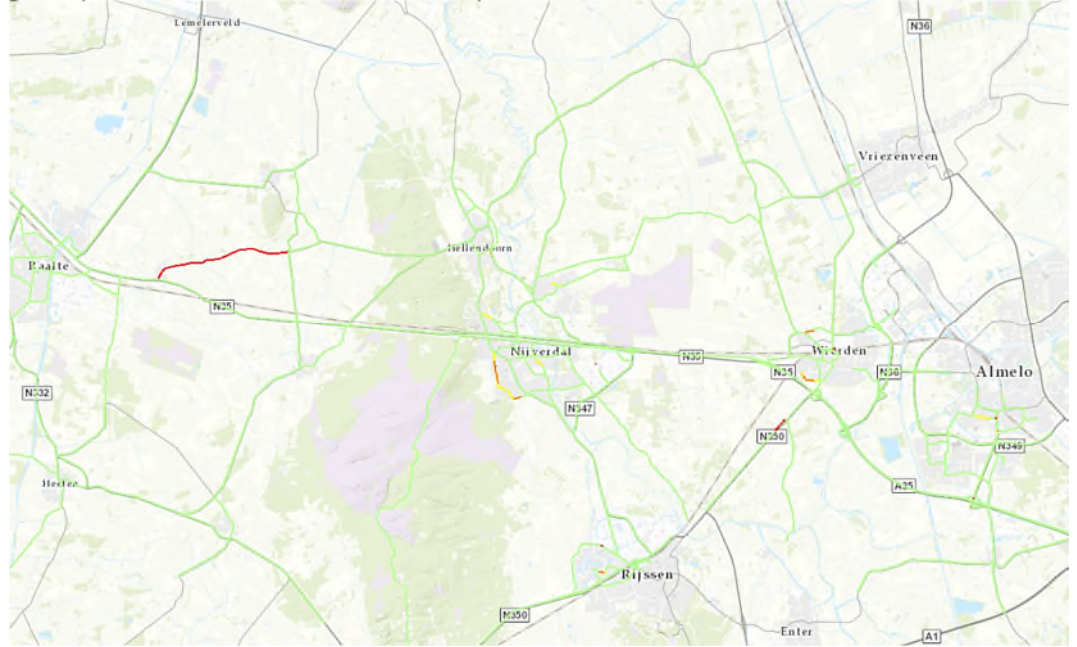 Lemelerveld
N36
Vriezenveen
Raalte
N35
Nijverdal
N35
Wierden
N35
N36
Almelo
N332
N347
N350
N349
A35
Heeten
Rijssen
N350
Enter
A1